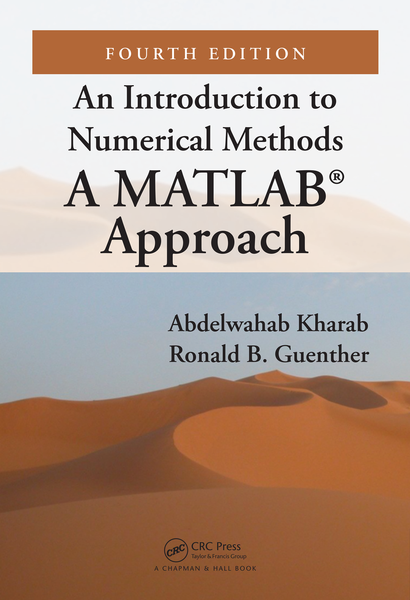 FOURTH EDITION
An Introduction to
Numerical Methods
A MATLAB®
Approach
Abdelwahab Kharab
Ronald B. Guenther
CRC CRC Press
Taylor & Francis Group
A CHAPMAN & HALL BOOK